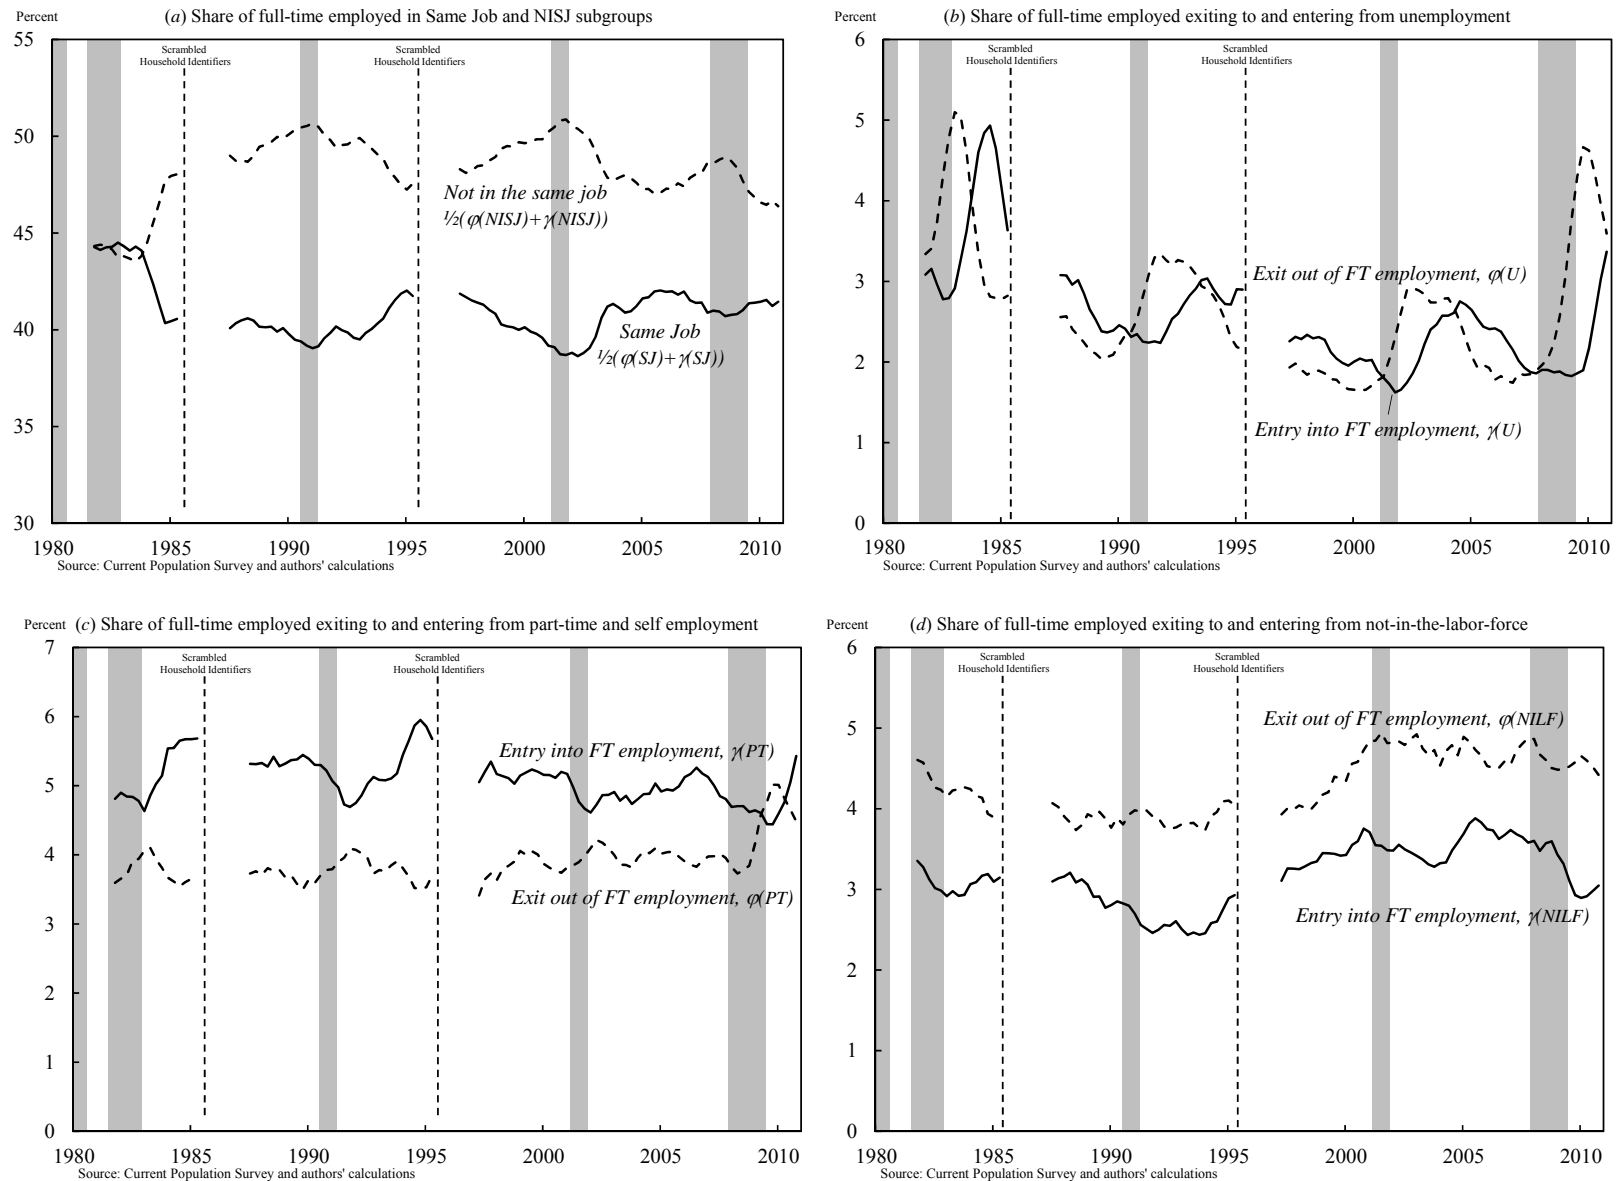 Percent
(a) Share of full-time employed in Same Job and NISJ subgroups
55
50
45
40
35
30
Scrambled
Household Identifiers
Scrambled
Household Identifiers
Not in the same job
½(φ(NISJ)+γ(NISJ))
Same Job
½(φ(SJ)+γ(SJ))
1980 1985 1990 1995 2000 2005 2010
Source: Current Population Survey and authors' calculations
Percent
(b) Share of full-time employed exiting to and entering from unemployment
6
5
4
3
2
1
0
Scrambled
Household Identifiers
Scrambled
Household Identifiers
Exit out of FT employment, φ(U)
Entry into FT employment, γ(U)
1980 1985 1990 1995 2000 2005 2010
Source: Current Population Survey and authors' calculations
Percent
(c) Share of full-time employed exiting to and entering from part-time and self employment
7
6
5
4
3
2
1
0
Scrambled
Household Identifiers
Scrambled
Household Identifiers
Entry into FT employment, γ(PT)
Exit out of FT employment, φ(PT)
1980 1985 1990 1995 2000 2005 2010
Source: Current Population Survey and authors' calculations
Percent
(d) Share of full-time employed exiting to and entering from not-in-the-labor-force
6
5
4
3
2
1
0
Scrambled
Household Identifiers
Scrambled
Household Identifiers
Exit out of FT employment, φ(NILF)
Entry into FT employment, γ(NILF)
1980 1985 1990 1995 2000 2005 2010
Source: Current Population Survey and authors' calculations